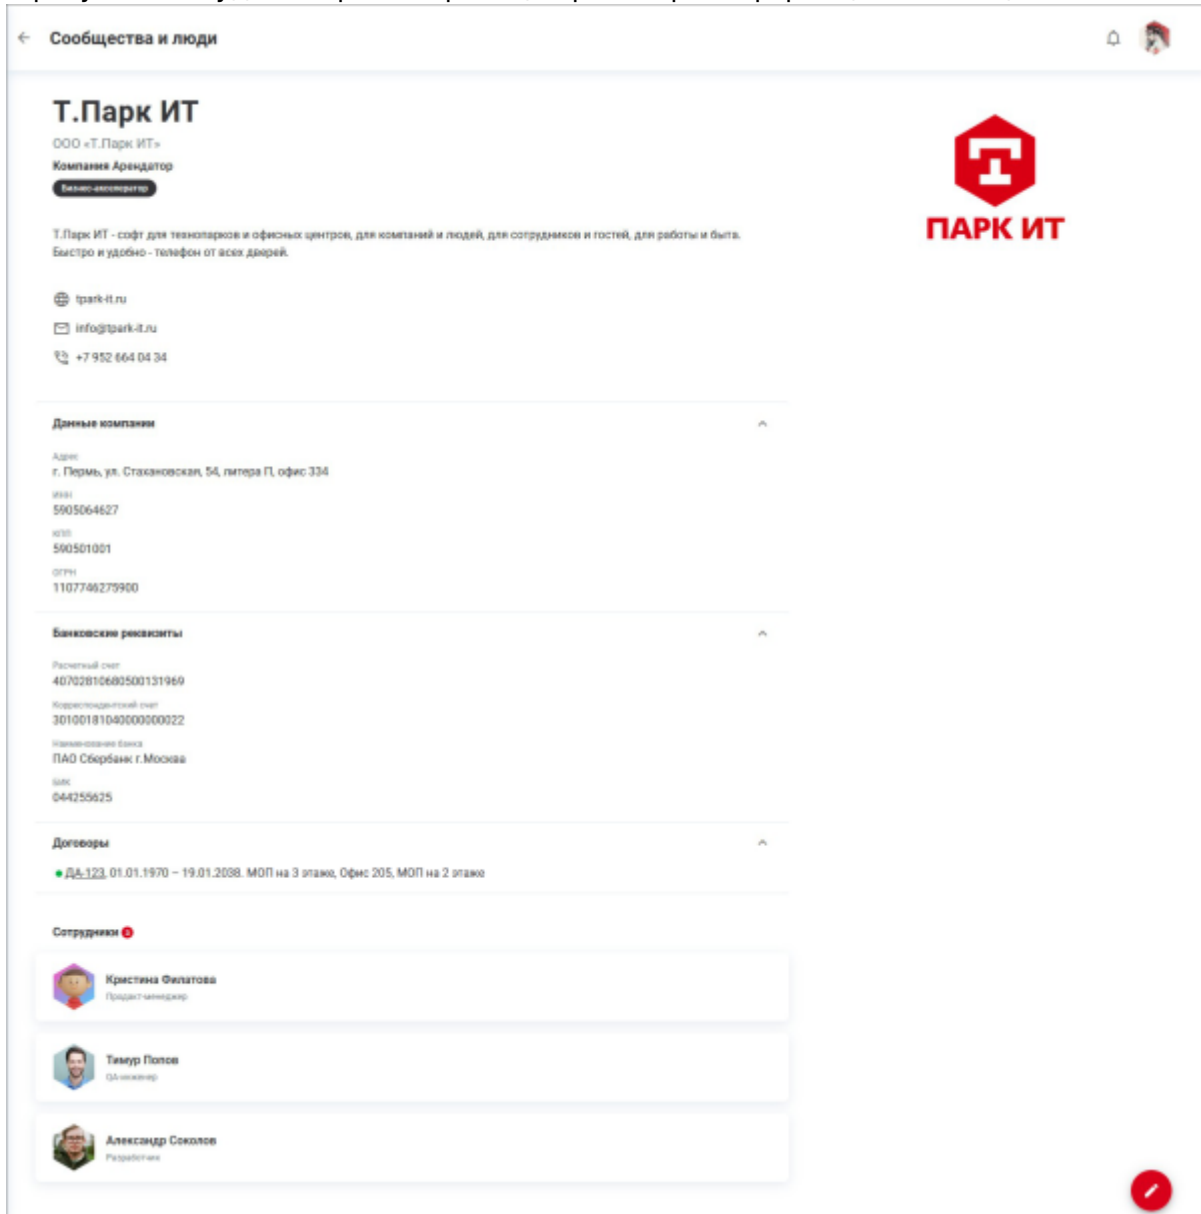 Сообщества и люди
Т.Парк ИТ
ООО «Т.Парк ИТ»
Компания Арендатор
Бизнес-акселератор
ПАРК ИТ
Т.Парк ИТ - софт для технопарков и офисных центров, для компаний и людей, для сотрудников и гостей, для работы и быта.
Быстро и удобно - телефон от всех дверей.
tpark-it.ru
info@tpark-it.ru
+7 952 664 04 34
Данные компании
Адрес
г. Пермь, ул. Стахановская, 54, литера П, офис 334
ИНН
5905064627
КПП
590501001
ОГРН
1107746275900
Банковские реквизиты
Расчетный счет
40702810680500131969
Корреспондентский счет
30100181040000000022
Наименование банка
ПАО Сбербанк г.Москва
БИК
044255625
Договоры
ДА-123, 01.01.1970 – 19.01.2038. МОП на 3 этаже, Офис 205, МОП на 2 этаже
Сотрудники 3
Кристина Филатова
Продакт-менеджер
Тимур Попов
QA-инженер
Александр Соколов
Разработчик